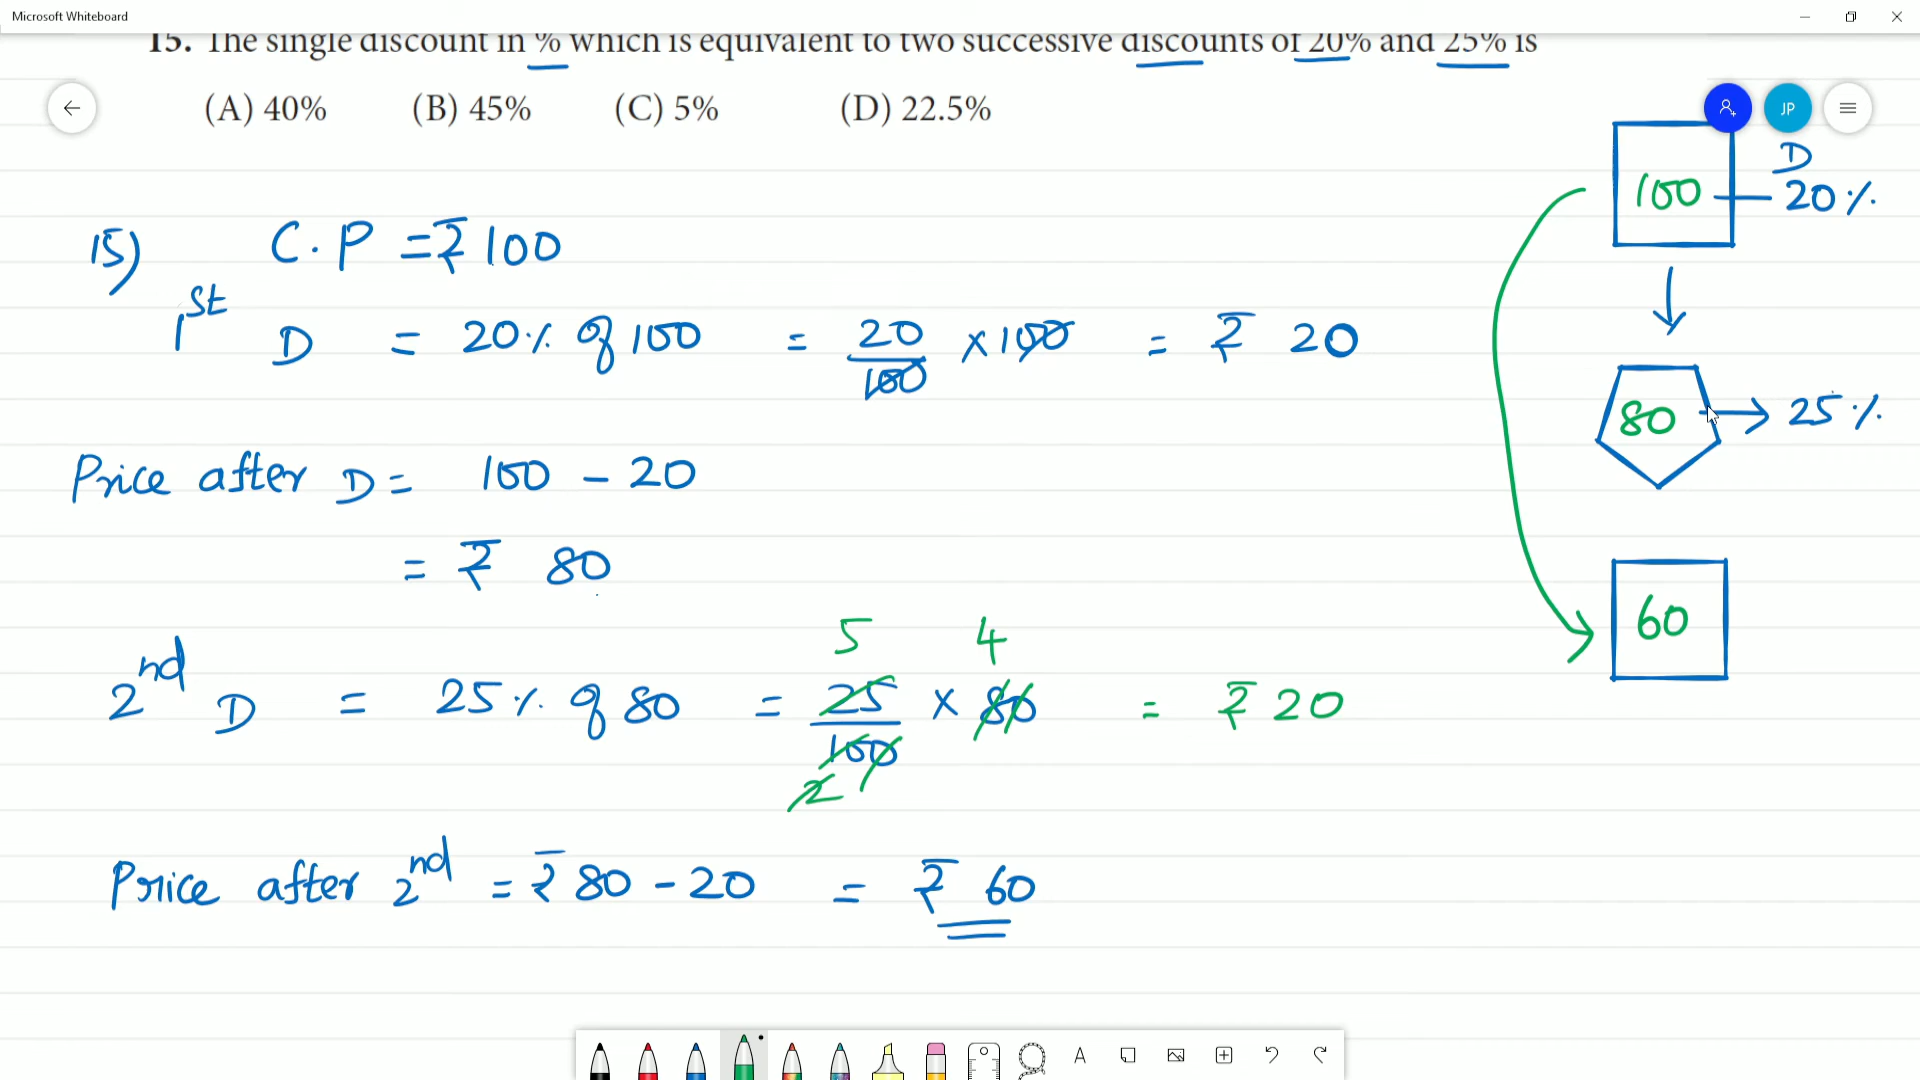 Microsoft Whiteboard
15. The single discount in % which is equivalent to two successive discounts of 20% and 25% is
(A) 40% (B) 45% (C) 5% (D) 22.5%
JP
100 D 20%
15) C.P = ₹ 100
1st D = 20% of 100 = 20/100 × 100 = ₹ 20
80 → 25%
Price after D = 100 - 20
= ₹ 80
60
5 4
2nd D = 25% of 80 = 25/100 × 80 = ₹ 20
2
Price after 2nd = ₹ 80 - 20 = ₹ 60
A